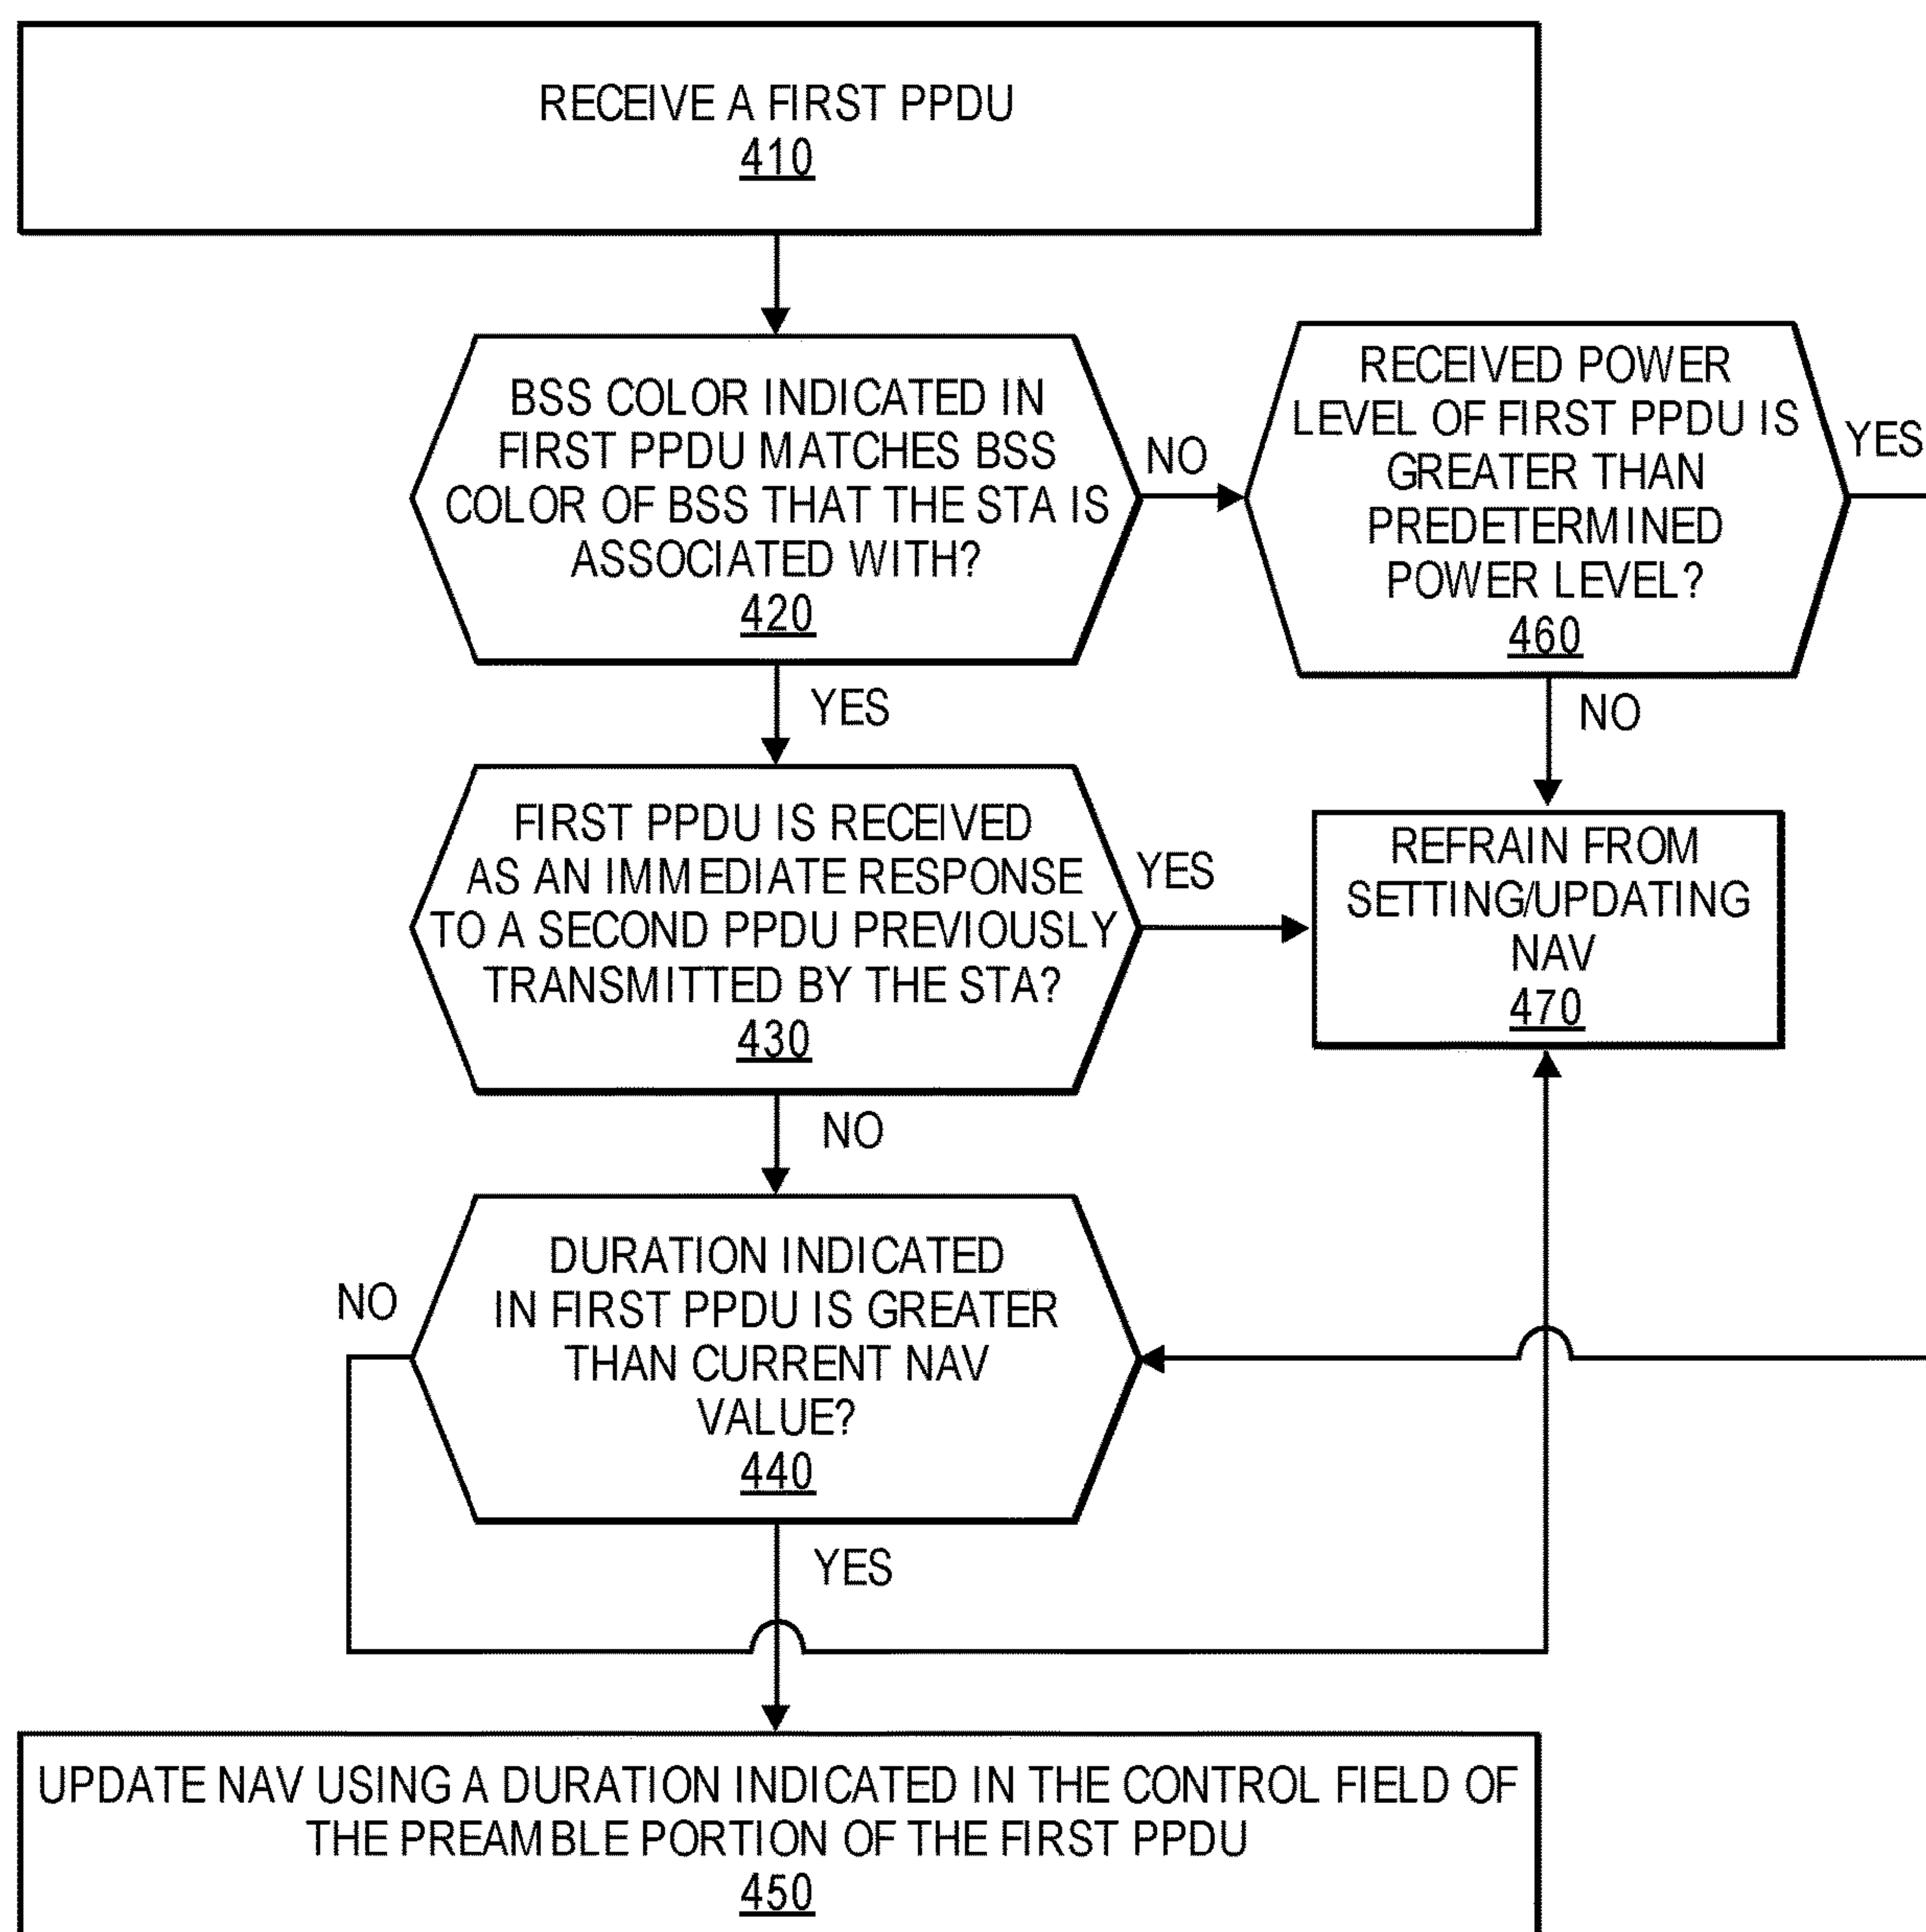 RECEIVE A FIRST PPDU
410
BSS COLOR INDICATED IN
FIRST PPDU MATCHES BSS
COLOR OF BSS THAT THE STA IS
ASSOCIATED WITH?
420
NO
RECEIVED POWER
LEVEL OF FIRST PPDU IS
GREATER THAN
PREDETERMINED
POWER LEVEL?
460
YES
YES
NO
FIRST PPDU IS RECEIVED
AS AN IMMEDIATE RESPONSE
TO A SECOND PPDU PREVIOUSLY
TRANSMITTED BY THE STA?
430
YES
REFRAIN FROM
SETTING/UPDATING
NAV
470
NO
DURATION INDICATED
IN FIRST PPDU IS GREATER
THAN CURRENT NAV
VALUE?
440
NO
YES
UPDATE NAV USING A DURATION INDICATED IN THE CONTROL FIELD OF
THE PREAMBLE PORTION OF THE FIRST PPDU
450